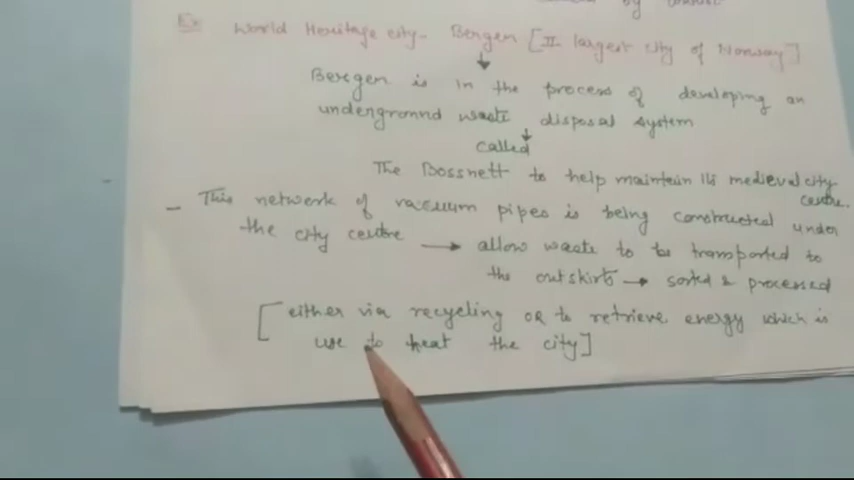 by
Ex World Heritage city - Bergen [II largest city of Norway]
Bergen is in the process of developing an
underground waste disposal system
called
The Bossnett to help maintain its medieval city
centre.
- This network of vacuum pipes is being constructed under
the city centre → allow waste to be transported to
the outskirts → sorted & processed
[either via recycling OR to retrieve energy which is
use to heat the city]